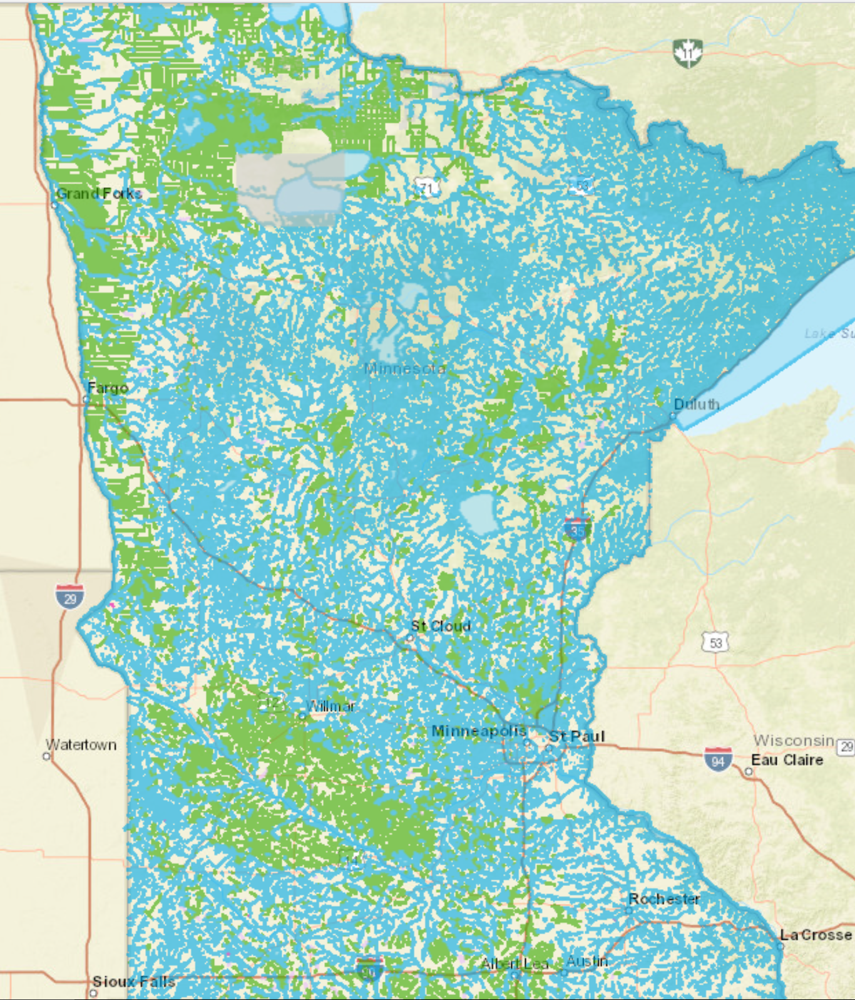 11
71
53
Grand Forks
Lake Su
Minnesota
Fargo
Duluth
35
29
St Cloud
53
12
Willmar
Minneapolis
St Paul
Watertown
Wisconsin
29
94
Eau Claire
14
Rochester
La Crosse
Albert Lea
Austin
90
Sioux Falls